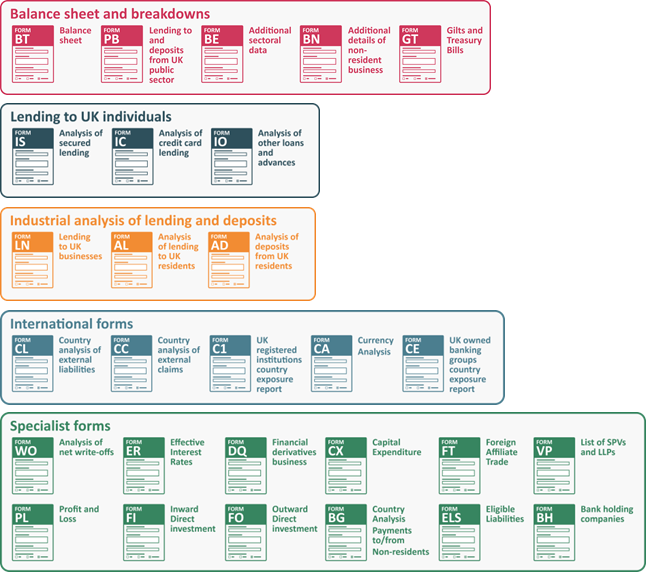 Balance sheet and breakdowns
FORM
BT
Balance
sheet
FORM
PB
Lending to
and
deposits
from UK
public
sector
FORM
BE
Additional
sectoral
data
FORM
BN
Additional
details of
non-
resident
business
FORM
GT
Gilts and
Treasury
Bills
Lending to UK individuals
FORM
IS
Analysis of
secured
lending
FORM
IC
Analysis of
credit card
lending
FORM
IO
Analysis of
other loans
and
advances
Industrial analysis of lending and deposits
FORM
LN
Lending
to UK
businesses
FORM
AL
Analysis
of lending
to UK
residents
FORM
AD
Analysis of
deposits
from UK
residents
International forms
FORM
CL
Country
analysis of
external
liabilities
FORM
CC
Country
analysis of
external
claims
FORM
C1
UK
registered
institutions
country
exposure
report
FORM
CA
Currency
Analysis
FORM
CE
UK owned
banking
groups
country
exposure
report
Specialist forms
FORM
WO
Analysis of
net write-offs
FORM
ER
Effective
Interest
Rates
FORM
DQ
Financial
derivatives
business
FORM
CX
Capital
Expenditure
FORM
FT
Foreign
Affiliate
Trade
FORM
VP
List of SPVs
and LLPs
FORM
PL
Profit and
Loss
FORM
FI
Inward
Direct
investment
FORM
FO
Outward
Direct
investment
FORM
BG
Country
Analysis
Payments
to/from
Non-residents
FORM
ELS
Eligible
Liabilities
FORM
BH
Bank holding
companies